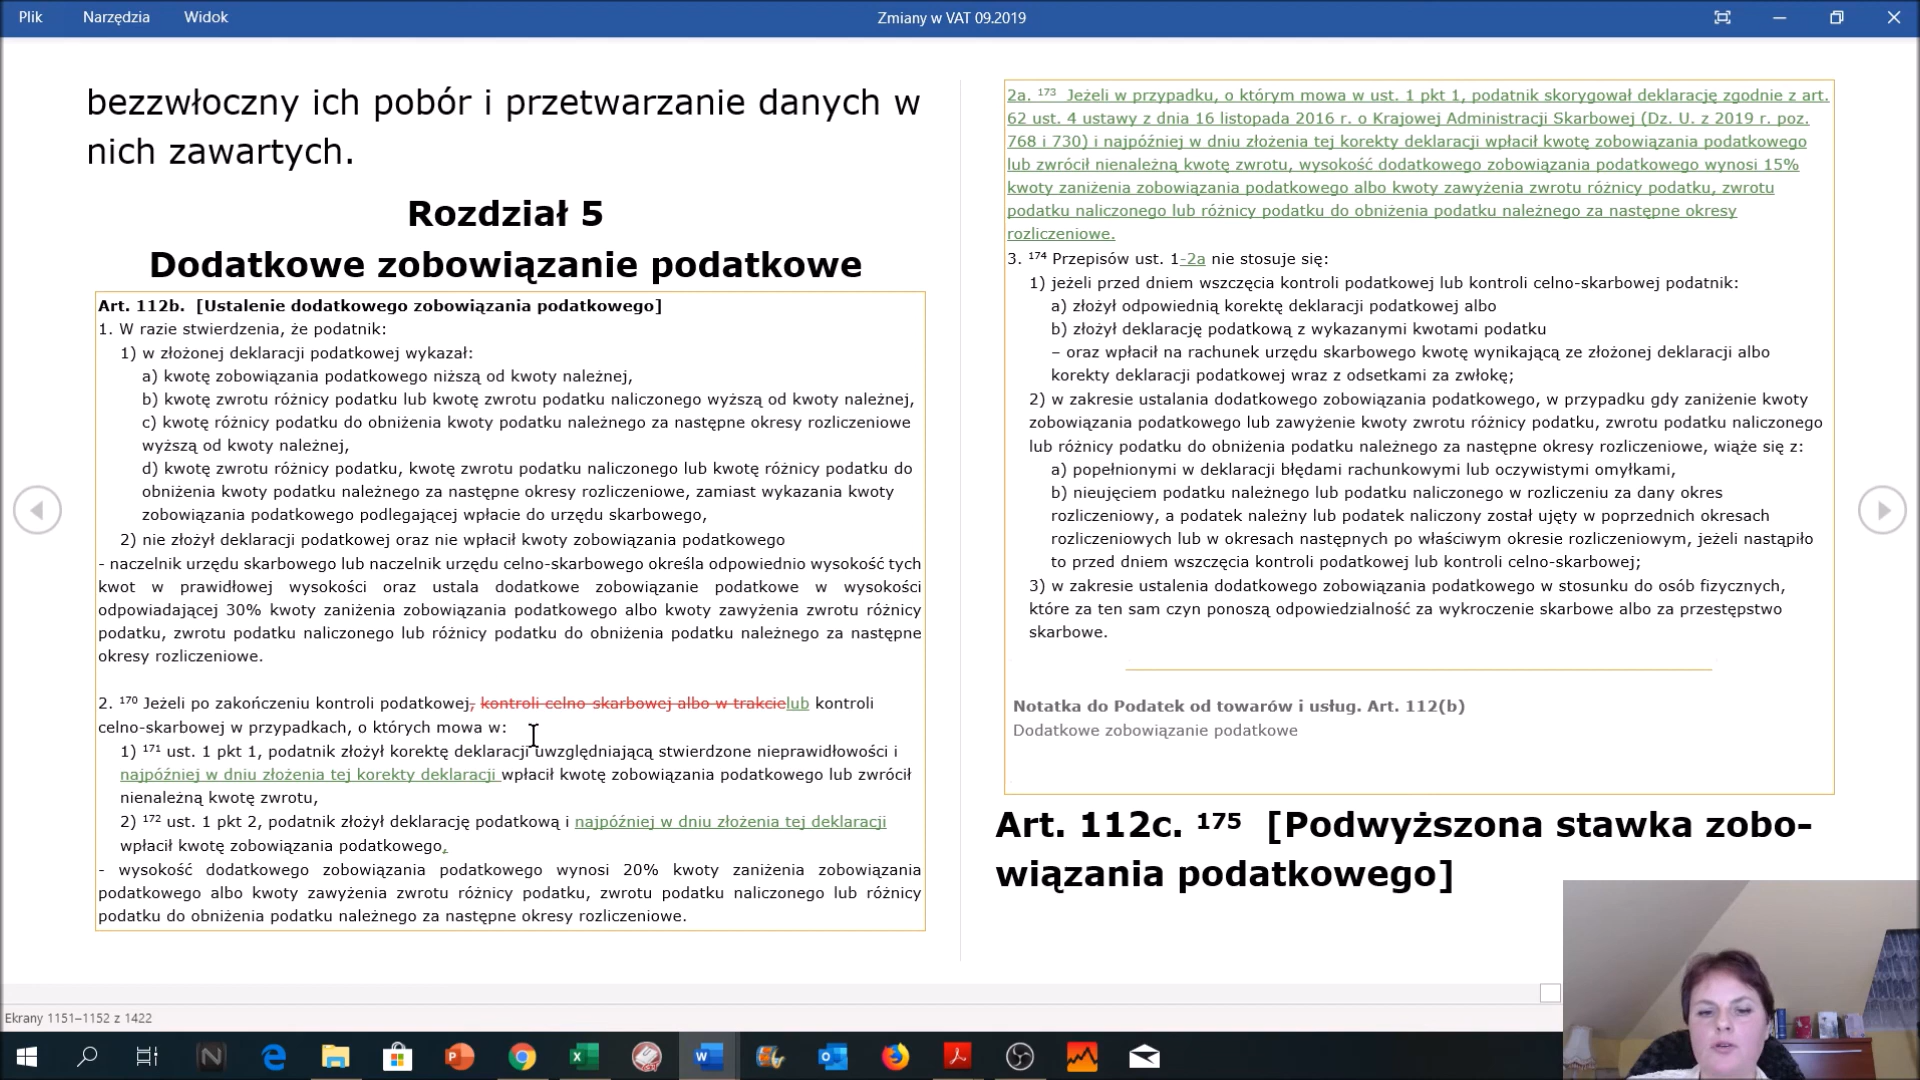 Plik Narzędzia Widok Zmiany w VAT 09.2019
bezzwłoczny ich pobór i przetwarzanie danych w
nich zawartych.
Rozdział 5
Dodatkowe zobowiązanie podatkowe
Art. 112b. [Ustalenie dodatkowego zobowiązania podatkowego]
1. W razie stwierdzenia, że podatnik:
1) w złożonej deklaracji podatkowej wykazał:
a) kwotę zobowiązania podatkowego niższą od kwoty należnej,
b) kwotę zwrotu różnicy podatku lub kwotę zwrotu podatku naliczonego wyższą od kwoty należnej,
c) kwotę różnicy podatku do obniżenia kwoty podatku należnego za następne okresy rozliczeniowe
wyższą od kwoty należnej,
d) kwotę zwrotu różnicy podatku, kwotę zwrotu podatku naliczonego lub kwotę różnicy podatku do
obniżenia kwoty podatku należnego za następne okresy rozliczeniowe, zamiast wykazania kwoty
zobowiązania podatkowego podlegającej wpłacie do urzędu skarbowego,
2) nie złożył deklaracji podatkowej oraz nie wpłacił kwoty zobowiązania podatkowego
- naczelnik urzędu skarbowego lub naczelnik urzędu celno-skarbowego określa odpowiednio wysokość tych
kwot w prawidłowej wysokości oraz ustala dodatkowe zobowiązanie podatkowe w wysokości
odpowiadającej 30% kwoty zaniżenia zobowiązania podatkowego albo kwoty zawyżenia zwrotu różnicy
podatku, zwrotu podatku naliczonego lub różnicy podatku do obniżenia podatku należnego za następne
okresy rozliczeniowe.
2. 170 Jeżeli po zakończeniu kontroli podatkowej, kontroli celno-skarbowej albo w trakcielub kontroli
celno-skarbowej w przypadkach, o których mowa w:
1) 171 ust. 1 pkt 1, podatnik złożył korektę deklaracji uwzględniającą stwierdzone nieprawidłowości i
najpóźniej w dniu złożenia tej korekty deklaracji wpłacił kwotę zobowiązania podatkowego lub zwrócił
nienależną kwotę zwrotu,
2) 172 ust. 1 pkt 2, podatnik złożył deklarację podatkową i najpóźniej w dniu złożenia tej deklaracji
wpłacił kwotę zobowiązania podatkowego,
- wysokość dodatkowego zobowiązania podatkowego wynosi 20% kwoty zaniżenia zobowiązania
podatkowego albo kwoty zawyżenia zwrotu różnicy podatku, zwrotu podatku naliczonego lub różnicy
podatku do obniżenia podatku należnego za następne okresy rozliczeniowe.
2a. 173 Jeżeli w przypadku, o którym mowa w ust. 1 pkt 1, podatnik skorygował deklarację zgodnie z art.
62 ust. 4 ustawy z dnia 16 listopada 2016 r. o Krajowej Administracji Skarbowej (Dz. U. z 2019 r. poz.
768 i 730) i najpóźniej w dniu złożenia tej korekty deklaracji wpłacił kwotę zobowiązania podatkowego
lub zwrócił nienależną kwotę zwrotu, wysokość dodatkowego zobowiązania podatkowego wynosi 15%
kwoty zaniżenia zobowiązania podatkowego albo kwoty zawyżenia zwrotu różnicy podatku, zwrotu
podatku naliczonego lub różnicy podatku do obniżenia podatku należnego za następne okresy
rozliczeniowe.
3. 174 Przepisów ust. 1-2a nie stosuje się:
1) jeżeli przed dniem wszczęcia kontroli podatkowej lub kontroli celno-skarbowej podatnik:
a) złożył odpowiednią korektę deklaracji podatkowej albo
b) złożył deklarację podatkową z wykazanymi kwotami podatku
– oraz wpłacił na rachunek urzędu skarbowego kwotę wynikającą ze złożonej deklaracji albo
korekty deklaracji podatkowej wraz z odsetkami za zwłokę;
2) w zakresie ustalania dodatkowego zobowiązania podatkowego, w przypadku gdy zaniżenie kwoty
zobowiązania podatkowego lub zawyżenie kwoty zwrotu różnicy podatku, zwrotu podatku naliczonego
lub różnicy podatku do obniżenia podatku należnego za następne okresy rozliczeniowe, wiąże się z:
a) popełnionymi w deklaracji błędami rachunkowymi lub oczywistymi omyłkami,
b) nieujęciem podatku należnego lub podatku naliczonego w rozliczeniu za dany okres
rozliczeniowy, a podatek należny lub podatek naliczony został ujęty w poprzednich okresach
rozliczeniowych lub w okresach następnych po właściwym okresie rozliczeniowym, jeżeli nastąpiło
to przed dniem wszczęcia kontroli podatkowej lub kontroli celno-skarbowej;
3) w zakresie ustalenia dodatkowego zobowiązania podatkowego w stosunku do osób fizycznych,
które za ten sam czyn ponoszą odpowiedzialność za wykroczenie skarbowe albo za przestępstwo
skarbowe.
Notatka do Podatek od towarów i usług. Art. 112(b)
Dodatkowe zobowiązanie podatkowe
Art. 112c. 175 [Podwyższona stawka zobo-
wiązania podatkowego]
Ekrany 1151–1152 z 1422